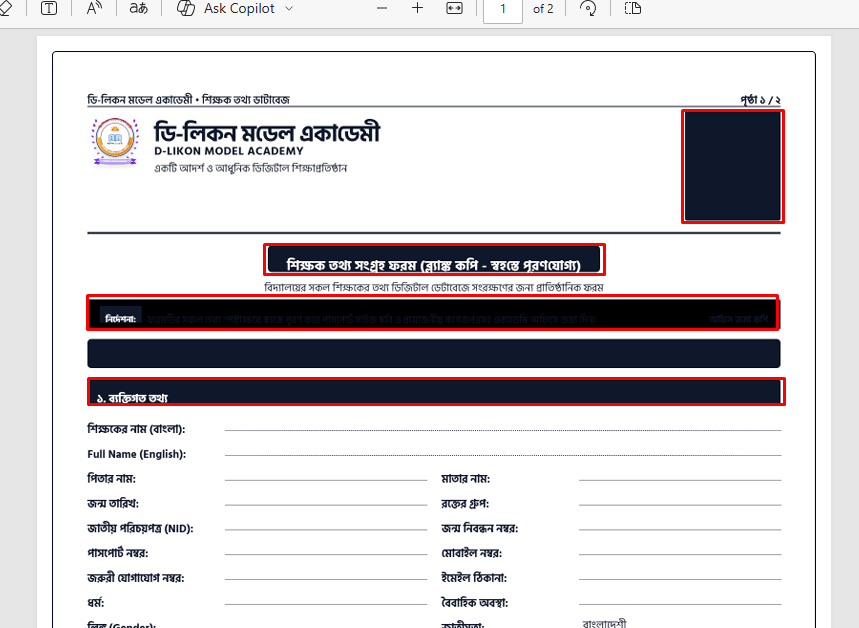 Ask Copilot
1 of 2
ডি-লিকন মডেল একাডেমী • শিক্ষক তথ্য ডাটাবেজ
পৃষ্ঠা ১ / ২
ডি-লিকন মডেল একাডেমী
D-LIKON MODEL ACADEMY
একটি আদর্শ ও আধুনিক ডিজিটাল শিক্ষাপ্রতিষ্ঠান
শিক্ষক তথ্য সংগ্রহ ফরম (ব্ল্যাঙ্ক কপি - স্বহস্তে পূরণযোগ্য)
বিদ্যালয়ের সকল শিক্ষকের তথ্য ডিজিটাল ডেটাবেজে সংরক্ষণের জন্য প্রাতিষ্ঠানিক ফরম
নির্দেশনা:
১. ব্যক্তিগত তথ্য
শিক্ষকের নাম (বাংলা):
Full Name (English):
পিতার নাম: মাতার নাম:
জন্ম তারিখ: রক্তের গ্রুপ:
জাতীয় পরিচয়পত্র (NID): জন্ম নিবন্ধন নম্বর:
পাসপোর্ট নম্বর: মোবাইল নম্বর:
জরুরী যোগাযোগ নম্বর: ইমেইল ঠিকানা:
ধর্ম: বৈবাহিক অবস্থা:
লিঙ্গ (Gender): জাতীয়তা: বাংলাদেশী